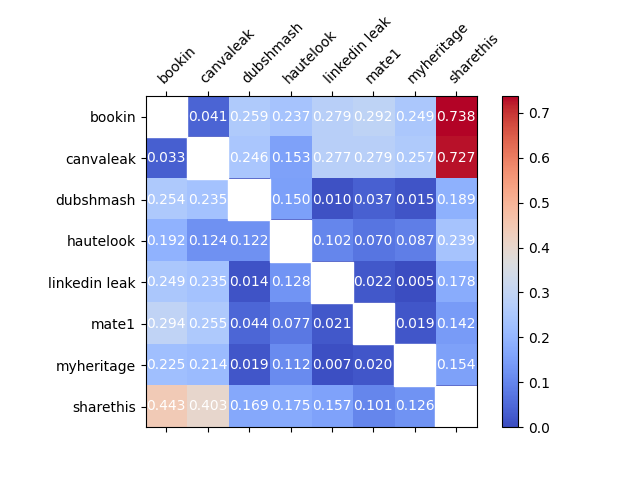 bookin canvaleak dubshmash hautelook linkedin leak mate1 myheritage sharethis
bookin 0.041 0.259 0.237 0.279 0.292 0.249 0.738
canvaleak 0.033 0.246 0.153 0.277 0.279 0.257 0.727
dubshmash 0.254 0.235 0.150 0.010 0.037 0.015 0.189
hautelook 0.192 0.124 0.122 0.102 0.070 0.087 0.239
linkedin leak 0.249 0.235 0.014 0.128 0.022 0.005 0.178
mate1 0.294 0.255 0.044 0.077 0.021 0.019 0.142
myheritage 0.225 0.214 0.019 0.112 0.007 0.020 0.154
sharethis 0.443 0.403 0.169 0.175 0.157 0.101 0.126
0.7
0.6
0.5
0.4
0.3
0.2
0.1
0.0